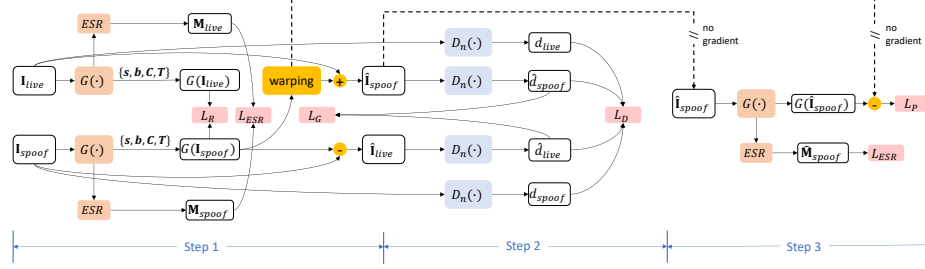 ESR M_live
D_n(·) d_live
no gradient
no gradient
I_live G(·) {s, b, C, T} G(I_live) warping + Î_spoof D_n(·) d̂_spoof
L_R L_ESR L_G L_D
Î_spoof G(·) G(Î_spoof) - L_P
I_spoof G(·) {s, b, C, T} G(I_spoof) - Î_live D_n(·) d̂_live
ESR M̂_spoof L_ESR
D_n(·) d_spoof
ESR M_spoof
Step 1 Step 2 Step 3